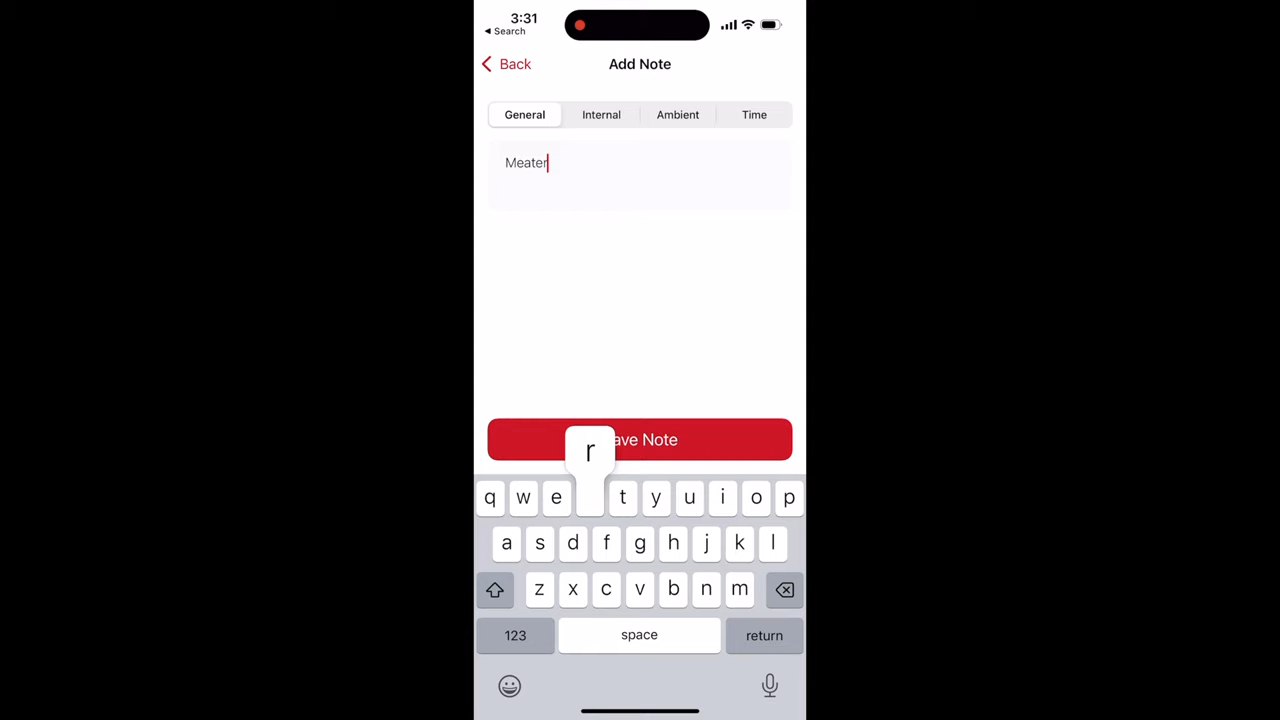 3:31
Search
Back
Add Note
General Internal Ambient Time
Meater
ave Note
r
q w e t y u i o p
a s d f g h j k l
z x c v b n m
123 space return